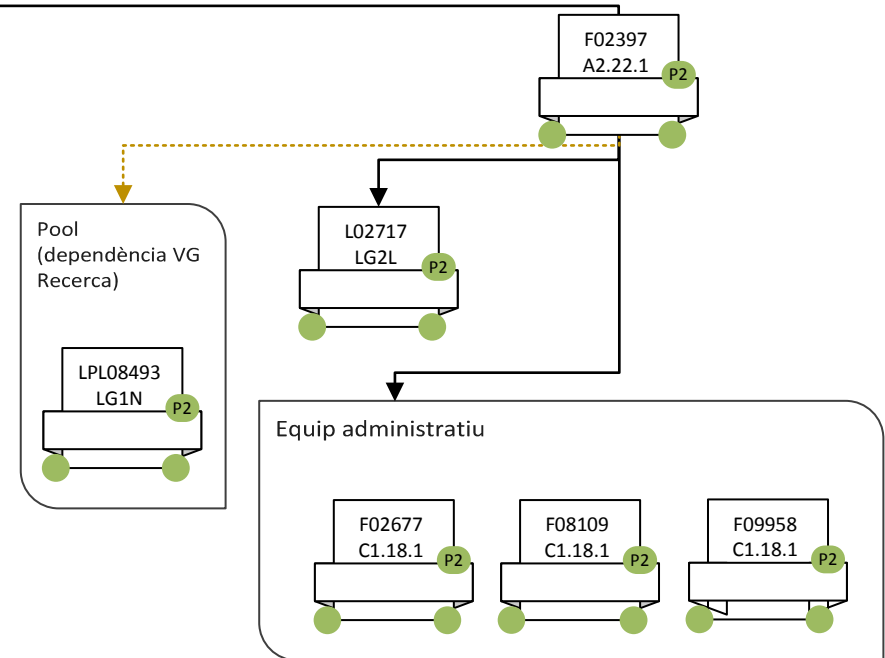 F02397
A2.22.1
P2
Pool
(dependència VG
Recerca)
LPL08493
LG1N
P2
L02717
LG2L
P2
Equip administratiu
F02677
C1.18.1
P2
F08109
C1.18.1
P2
F09958
C1.18.1
P2